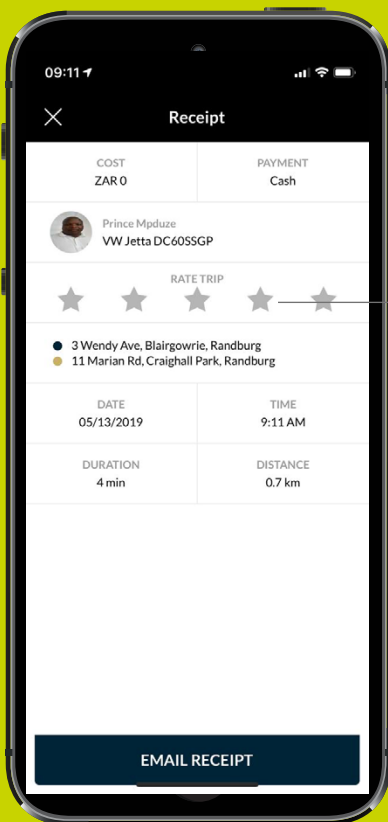 09:11
Receipt
COST
PAYMENT
ZAR 0
Cash
Prince Mpduze
VW Jetta DC60SSGP
RATE TRIP
3 Wendy Ave, Blairgowrie, Randburg
11 Marian Rd, Craighall Park, Randburg
DATE
TIME
05/13/2019
9:11 AM
DURATION
DISTANCE
4 min
0.7 km
EMAIL RECEIPT